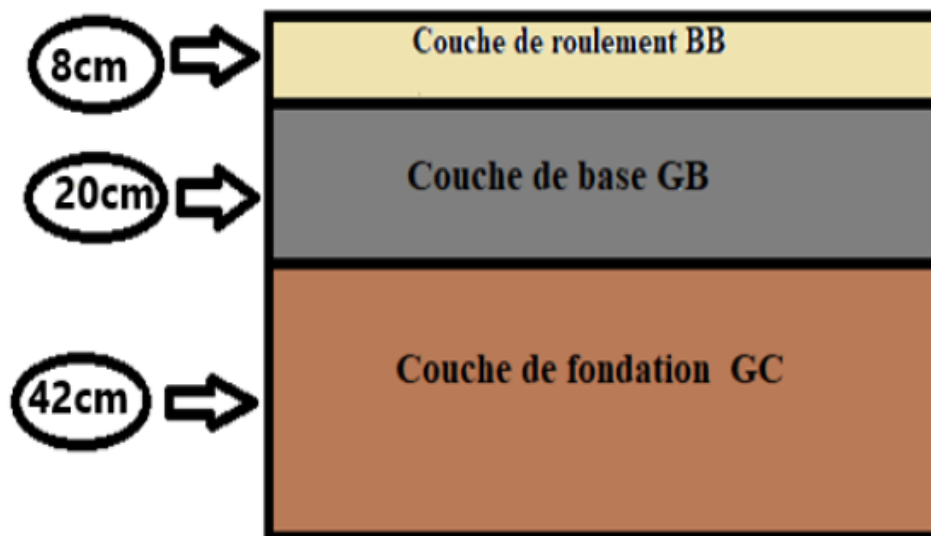 8cm
Couche de roulement BB
20cm
Couche de base GB
42cm
Couche de fondation GC